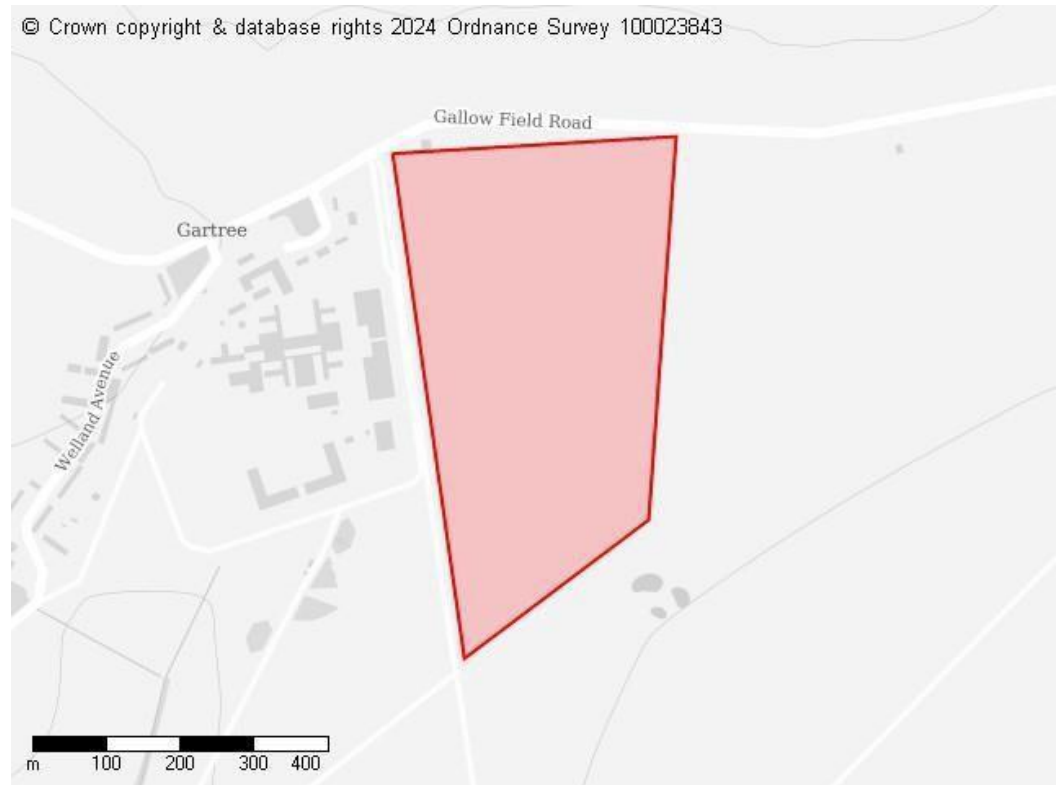 © Crown copyright & database rights 2024 Ordnance Survey 100023843
Gallow Field Road
Gartree
Welland Avenue
m 100 200 300 400